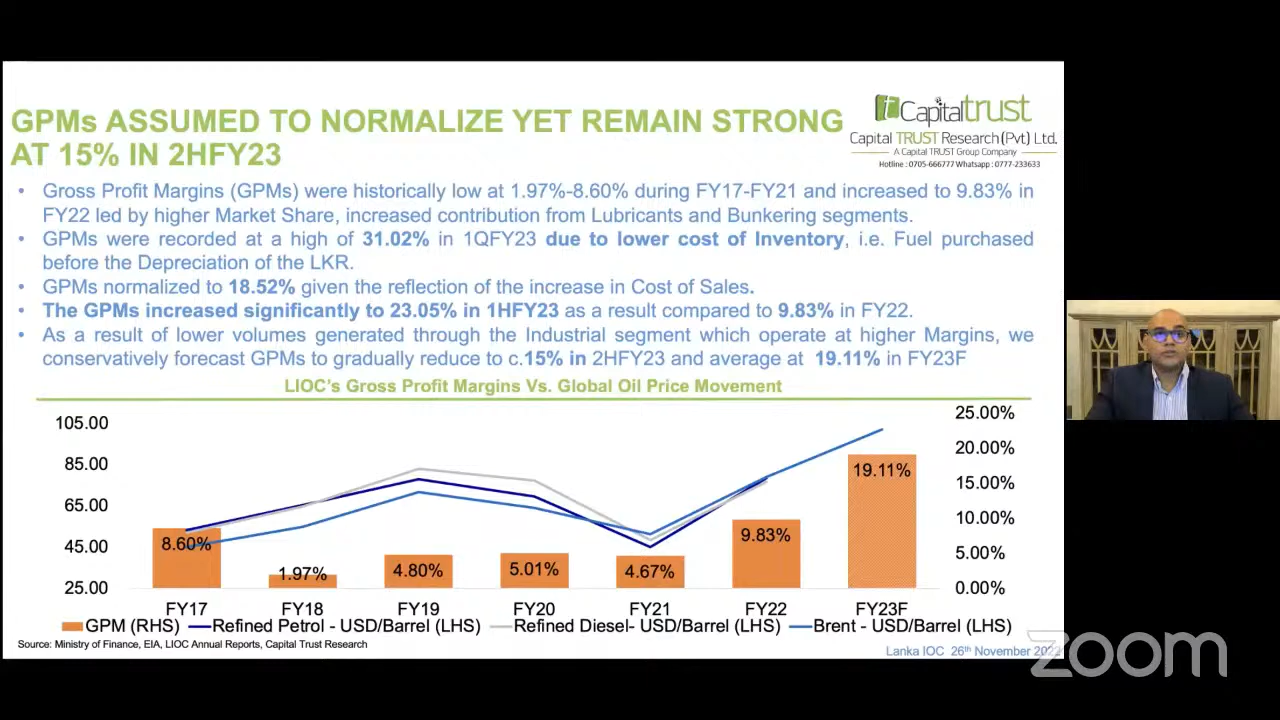 GPMs ASSUMED TO NORMALIZE YET REMAIN STRONG
AT 15% IN 2HFY23
Capitaltrust
Capital TRUST Research (Pvt) Ltd.
A Capital TRUST Group Company
Hotline : 0705-666777 Whatsapp : 0777-233633
• Gross Profit Margins (GPMs) were historically low at 1.97%-8.60% during FY17-FY21 and increased to 9.83% in
FY22 led by higher Market Share, increased contribution from Lubricants and Bunkering segments.
• GPMs were recorded at a high of 31.02% in 1QFY23 due to lower cost of Inventory, i.e. Fuel purchased
before the Depreciation of the LKR.
• GPMs normalized to 18.52% given the reflection of the increase in Cost of Sales.
• The GPMs increased significantly to 23.05% in 1HFY23 as a result compared to 9.83% in FY22.
• As a result of lower volumes generated through the Industrial segment which operate at higher Margins, we
conservatively forecast GPMs to gradually reduce to c.15% in 2HFY23 and average at 19.11% in FY23F
LIOC's Gross Profit Margins Vs. Global Oil Price Movement
105.00
85.00
65.00
45.00
25.00
8.60%
1.97%
4.80%
5.01%
4.67%
9.83%
19.11%
25.00%
20.00%
15.00%
10.00%
5.00%
0.00%
FY17 FY18 FY19 FY20 FY21 FY22 FY23F
GPM (RHS) Refined Petrol - USD/Barrel (LHS) Refined Diesel- USD/Barrel (LHS) Brent - USD/Barrel (LHS)
Source: Ministry of Finance, EIA, LIOC Annual Reports, Capital Trust Research
Lanka IOC 26th November 2022
zoom